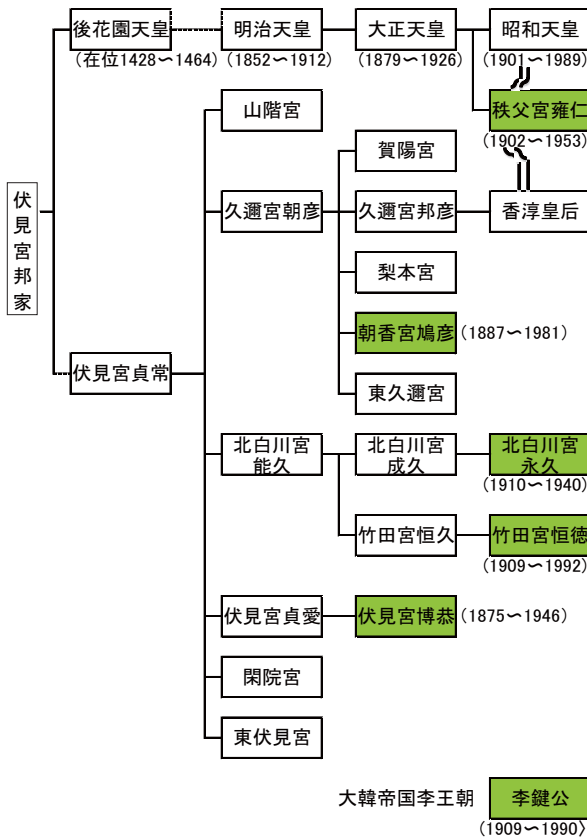 後花園天皇
明治天皇
大正天皇
昭和天皇
(在位1428〜1464)
(1852〜1912)
(1879〜1926)
(1901〜1989)
山階宮
秩父宮雍仁
(1902〜1953)
賀陽宮
伏見宮邦家
久邇宮朝彦
久邇宮邦彦
香淳皇后
梨本宮
朝香宮鳩彦
(1887〜1981)
伏見宮貞常
東久邇宮
北白川宮
能久
北白川宮
成久
北白川宮
永久
(1910〜1940)
竹田宮恒久
竹田宮恒徳
(1909〜1992)
伏見宮貞愛
伏見宮博恭
(1875〜1946)
閑院宮
東伏見宮
大韓帝国李王朝
李鍵公
(1909〜1990)